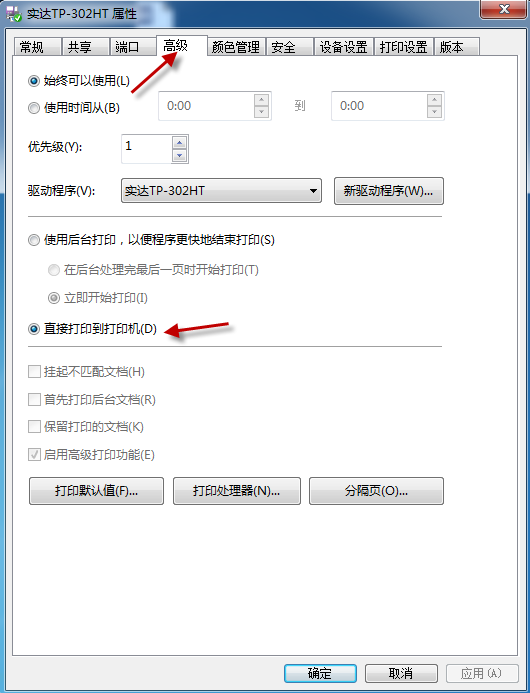 实达TP-302HT 属性
常规 共享 端口 高级 颜色管理 安全 设备设置 打印设置 版本
始终可以使用(L)
使用时间从(B) 0:00 到 0:00
优先级(Y): 1
驱动程序(V): 实达TP-302HT 新驱动程序(W)...
使用后台打印，以便程序更快地结束打印(S)
在后台处理完最后一页时开始打印(T)
立即开始打印(I)
直接打印到打印机(D)
挂起不匹配文档(H)
首先打印后台文档(R)
保留打印的文档(K)
启用高级打印功能(E)
打印默认值(F)... 打印处理器(N)... 分隔页(O)...
确定 取消 应用(A)